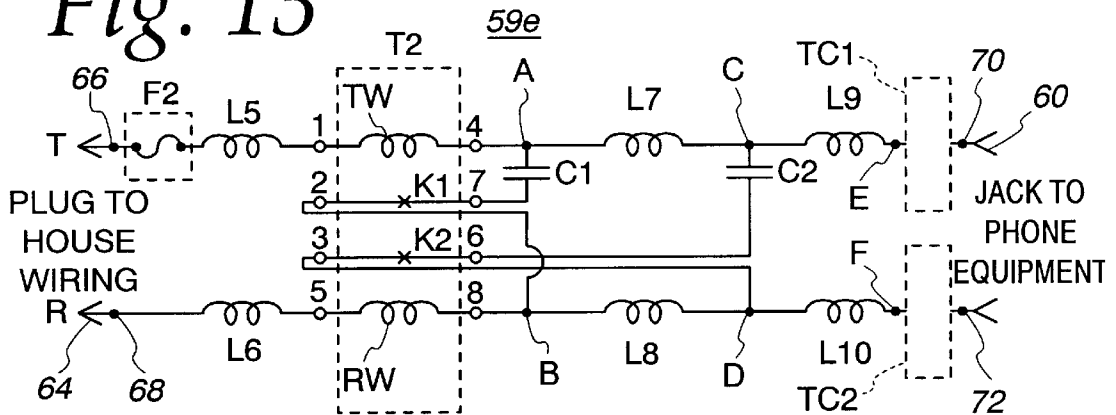 Fig. 13
59e
T2
TC1
70
A
C
66
F2
L5
1
TW
4
L7
L9
60
T
C1
C2
E
2
K1
7
PLUG TO
HOUSE
WIRING
JACK TO
PHONE
EQUIPMENT
3
K2
6
F
R
5
8
L6
RW
B
L8
D
L10
64
68
TC2
72